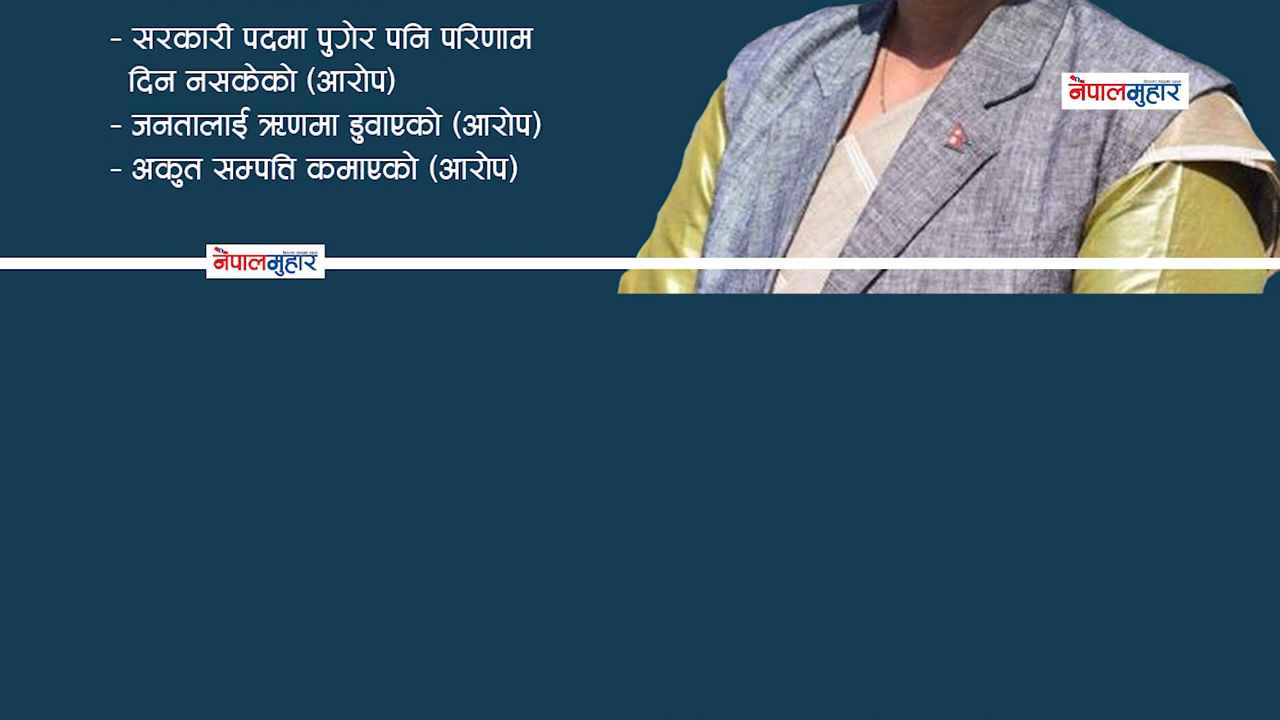 - सरकारी पदमा पुगेर पनि परिणाम
दिन नसकेको (आरोप)
- जनतालाई ऋणमा डुवाएको (आरोप)
- अकुत सम्पत्ति कमाएको (आरोप)
नेपालमुहार
नेपालमुहार